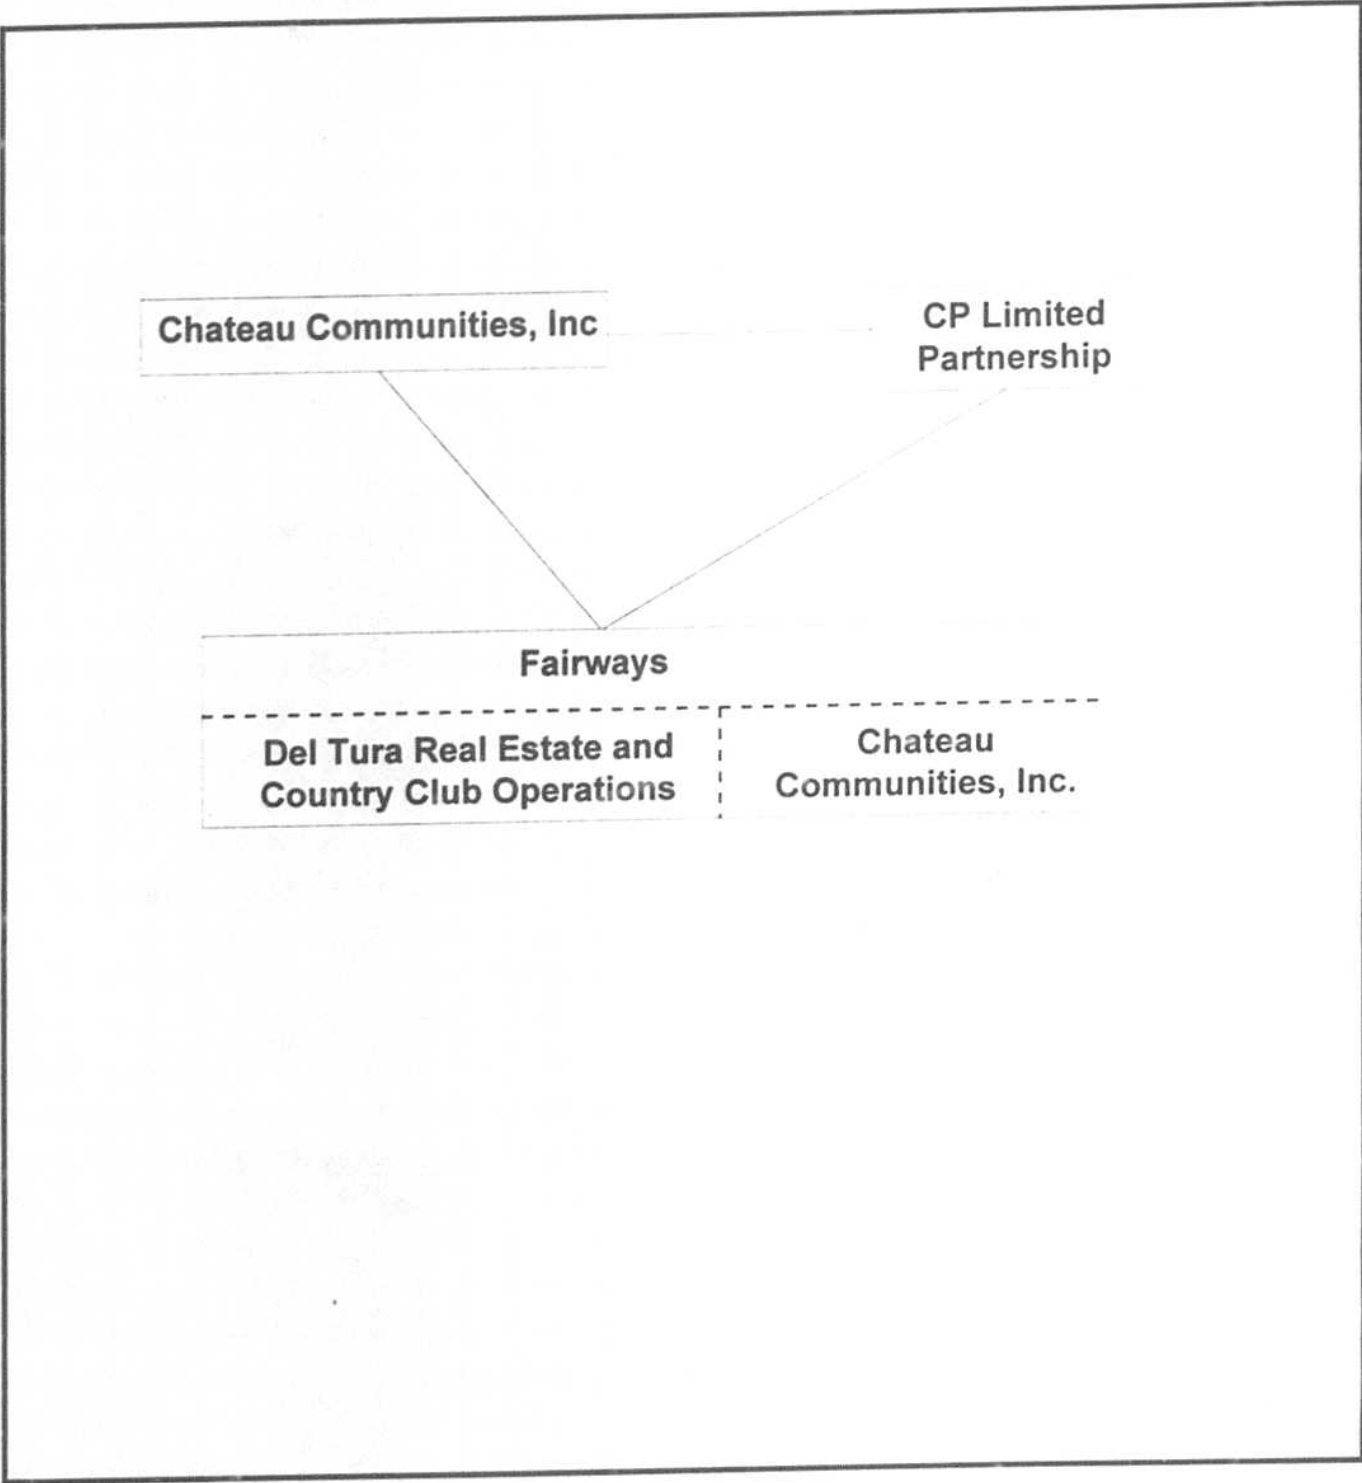 Chateau Communities, Inc
CP Limited
Partnership
Fairways
Del Tura Real Estate and
Country Club Operations
Chateau
Communities, Inc.